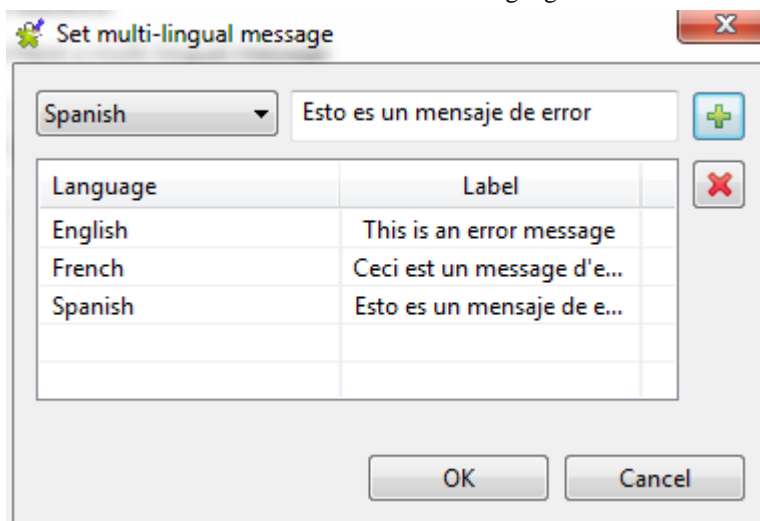 Set multi-lingual message
Spanish Esto es un mensaje de error
Language Label
English This is an error message
French Ceci est un message d'e...
Spanish Esto es un mensaje de e...
OK Cancel